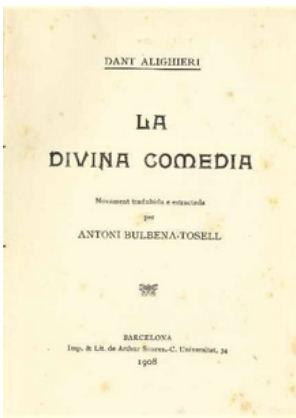 DANT ALIGHIERI
LA
DIVINA COMEDIA
Novament traduhida e estractada
per
ANTONI BULBENA-TOSELL
BARCELONA
Imp. & Lit. de Arthur Suarez.-C. Universitat, 34
1908